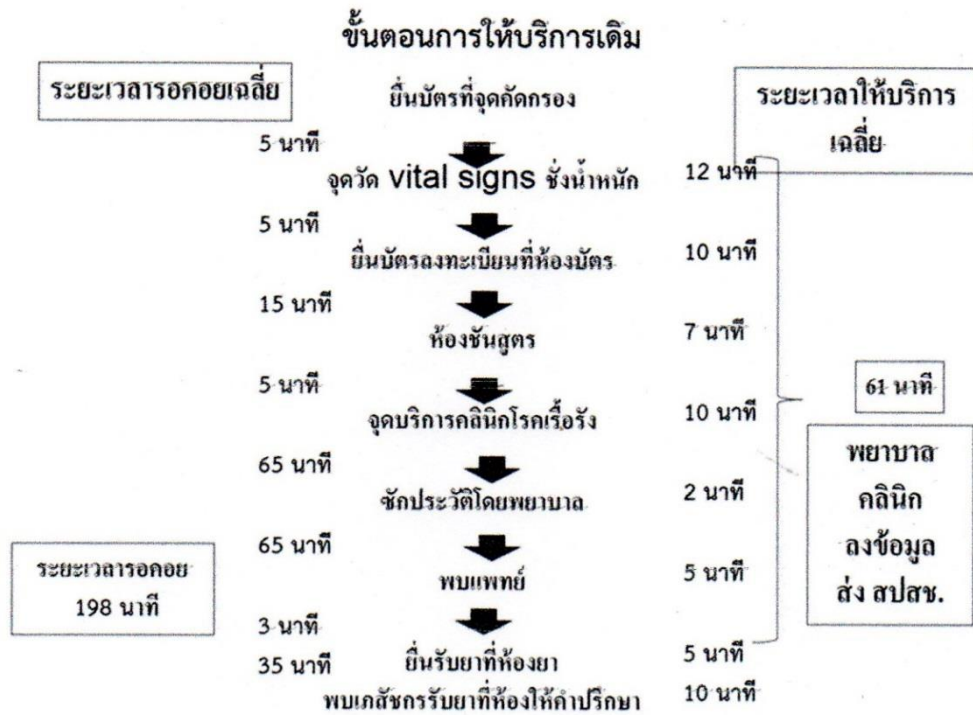 ขั้นตอนการให้บริการเดิม
ระยะเวลารอคอยเฉลี่ย
ยื่นบัตรที่จุดคัดกรอง
ระยะเวลาให้บริการ
เฉลี่ย
5 นาที
จุดวัด vital signs ชั่งน้ำหนัก
12 นาที
5 นาที
ยื่นบัตรลงทะเบียนที่ห้องบัตร
10 นาที
15 นาที
ห้องชันสูตร
7 นาที
5 นาที
จุดบริการคลินิกโรคเรื้อรัง
10 นาที
61 นาที
65 นาที
ซักประวัติโดยพยาบาล
2 นาที
พยาบาล
คลินิก
ลงข้อมูล
ส่ง สปสช.
65 นาที
พบแพทย์
5 นาที
ระยะเวลารอคอย
198 นาที
3 นาที
ยื่นรับยาที่ห้องยา
5 นาที
35 นาที
พบเภสัชกรรับยาที่ห้องให้คำปรึกษา
10 นาที